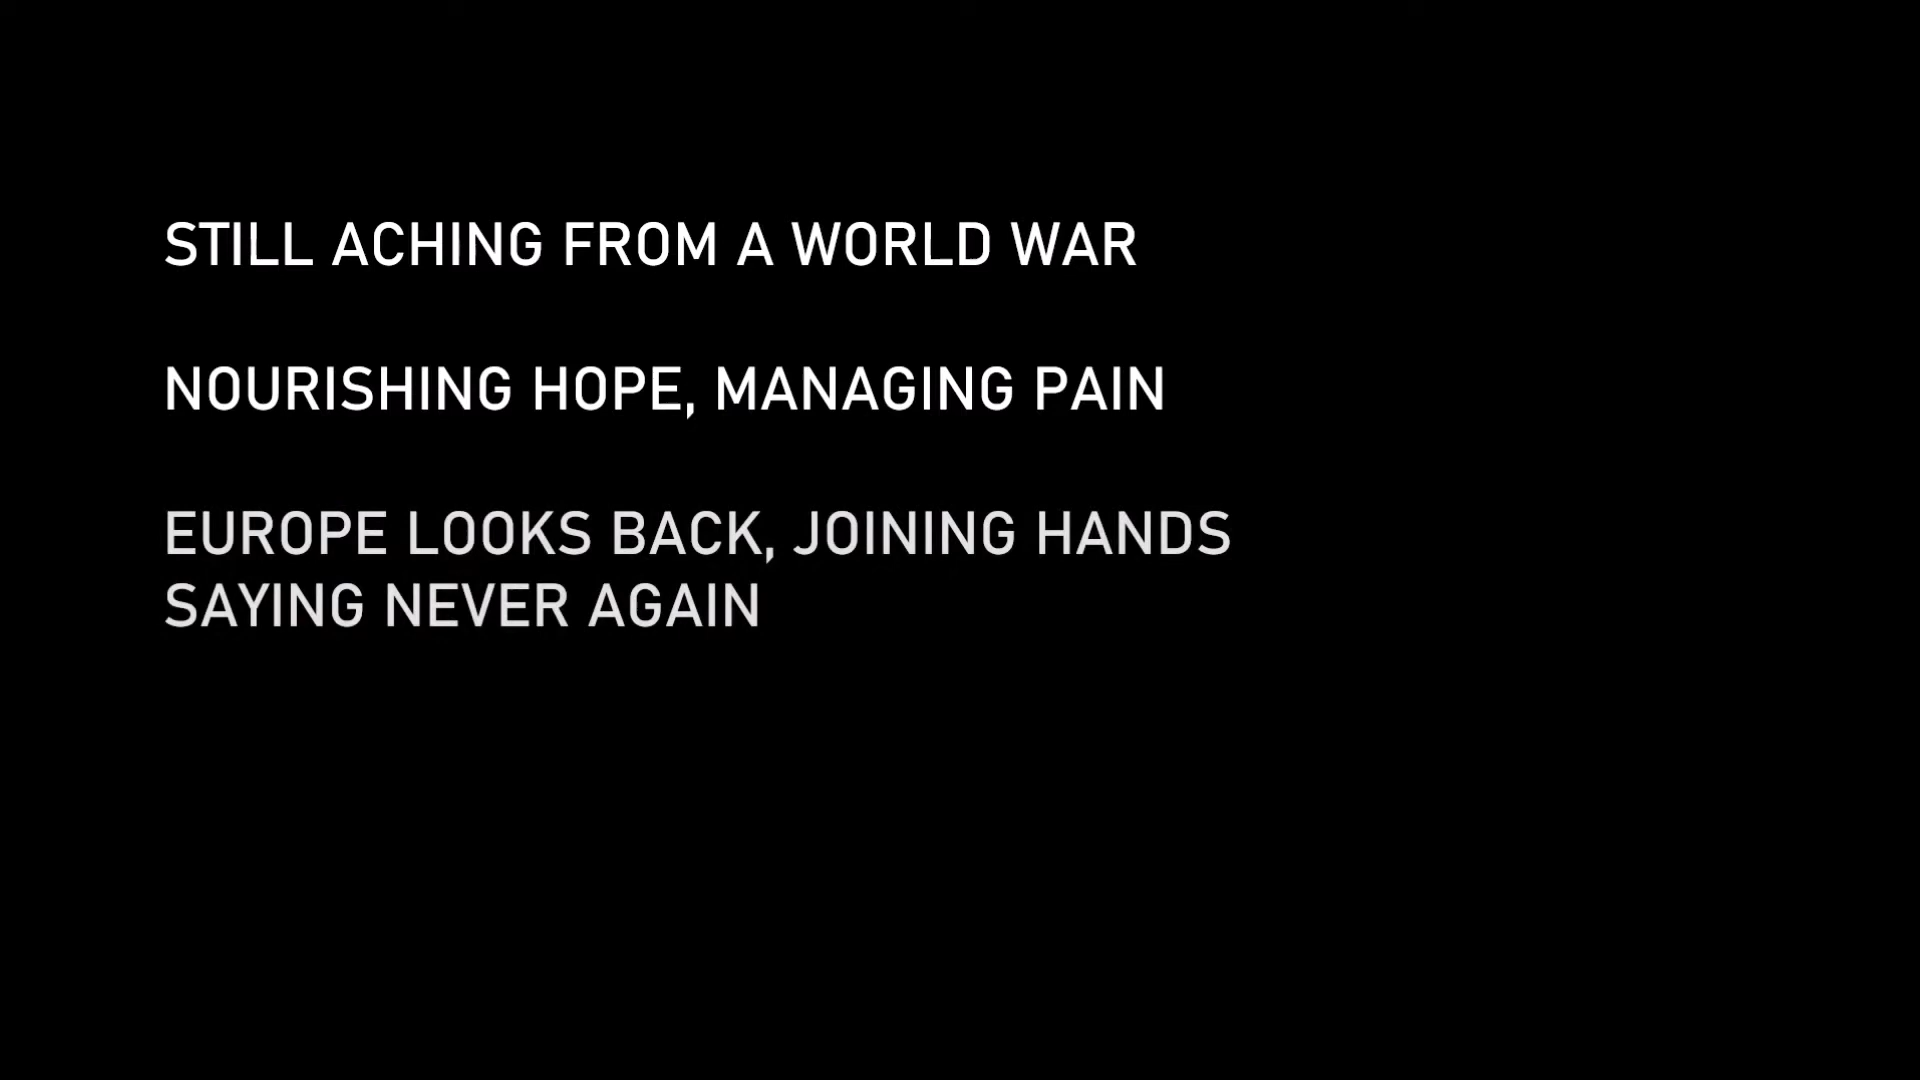 STILL ACHING FROM A WORLD WAR
NOURISHING HOPE, MANAGING PAIN
EUROPE LOOKS BACK, JOINING HANDS
SAYING NEVER AGAIN